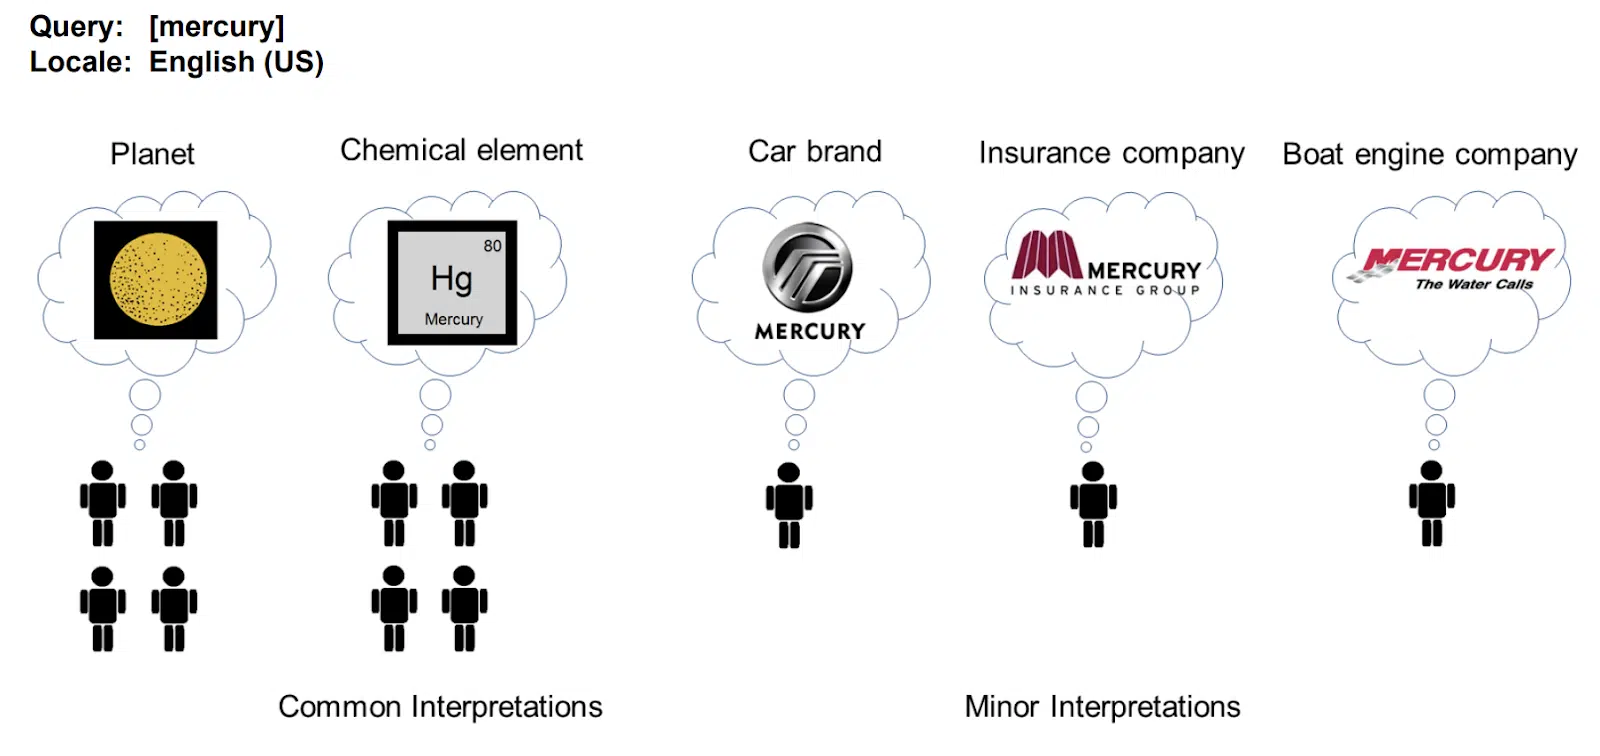 Query: [mercury]
Locale: English (US)
Planet
Chemical element
Car brand
Insurance company
Boat engine company
80
Hg
Mercury
MERCURY
MERCURY
INSURANCE GROUP
MERCURY
The Water Calls
Common Interpretations
Minor Interpretations